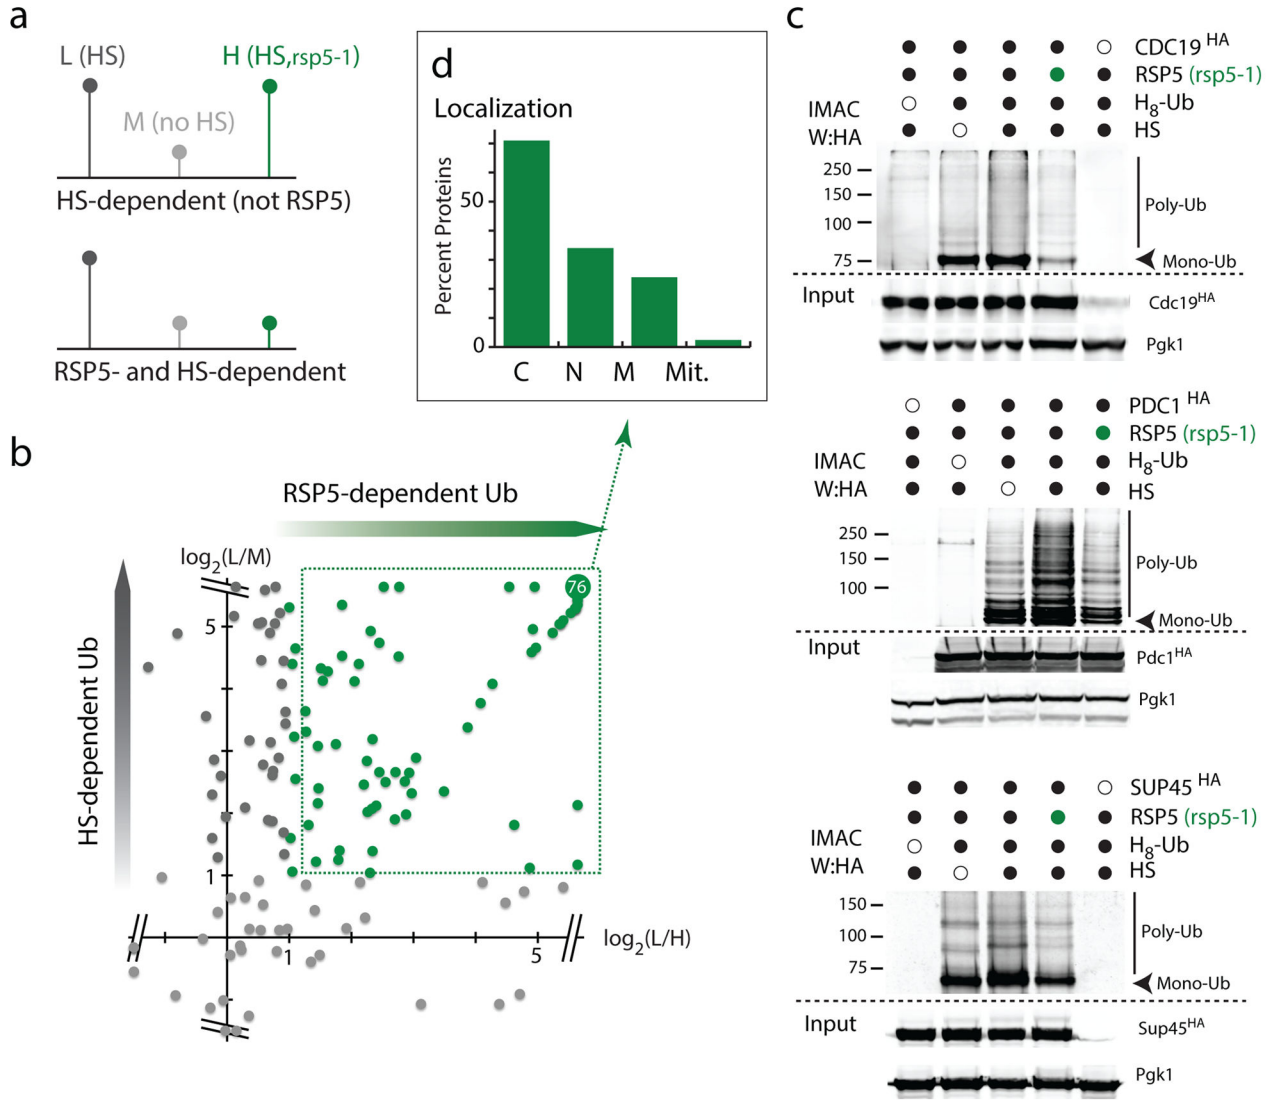 a
L (HS)
H (HS,rsp5-1)
M (no HS)
HS-dependent (not RSP5)
RSP5- and HS-dependent
d
Localization
Percent Proteins
50
0
C N M Mit.
b
RSP5-dependent Ub
HS-dependent Ub
log2(L/M)
76
5
1
1
5
log2(L/H)
c
CDC19 HA
RSP5 (rsp5-1)
H8-Ub
HS
IMAC
W:HA
250
150
100
75
Poly-Ub
Mono-Ub
Input
Cdc19HA
Pgk1
PDC1 HA
RSP5 (rsp5-1)
H8-Ub
HS
IMAC
W:HA
250
150
100
Poly-Ub
Mono-Ub
Input
Pdc1HA
Pgk1
SUP45 HA
RSP5 (rsp5-1)
H8-Ub
HS
IMAC
W:HA
150
100
75
Poly-Ub
Mono-Ub
Input
Sup45HA
Pgk1